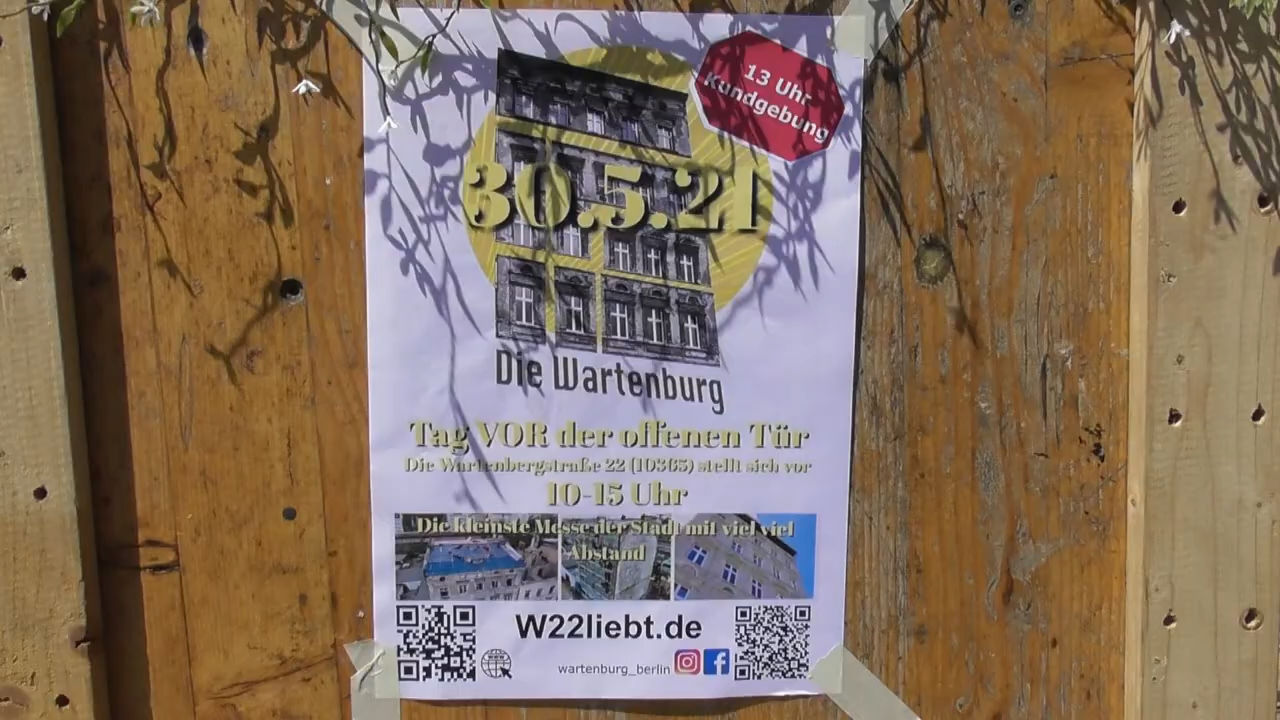 13 Uhr
Kundgebung
30.5.21
Die Wartenburg
Tag VOR der offenen Tür
Die Wartenbergstraße 22 (10365) stellt sich vor
10-15 Uhr
Die kleinste Messe der Stadt mit viel viel
Abstand
W22liebt.de
wartenburg_berlin